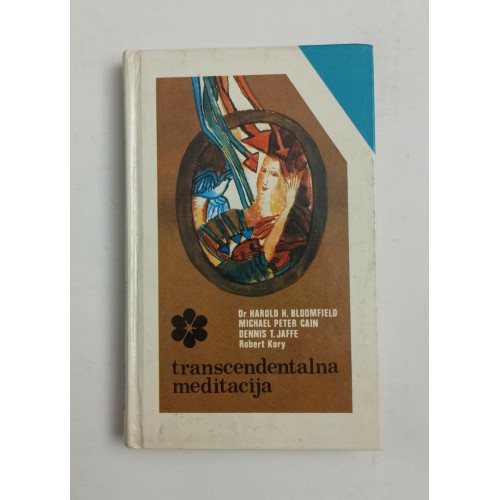 Dr HAROLD H. BLOOMFIELD
MICHAEL PETER CAIN
DENNIS T. JAFFE
Robert Kory
transcendentalna
meditacija